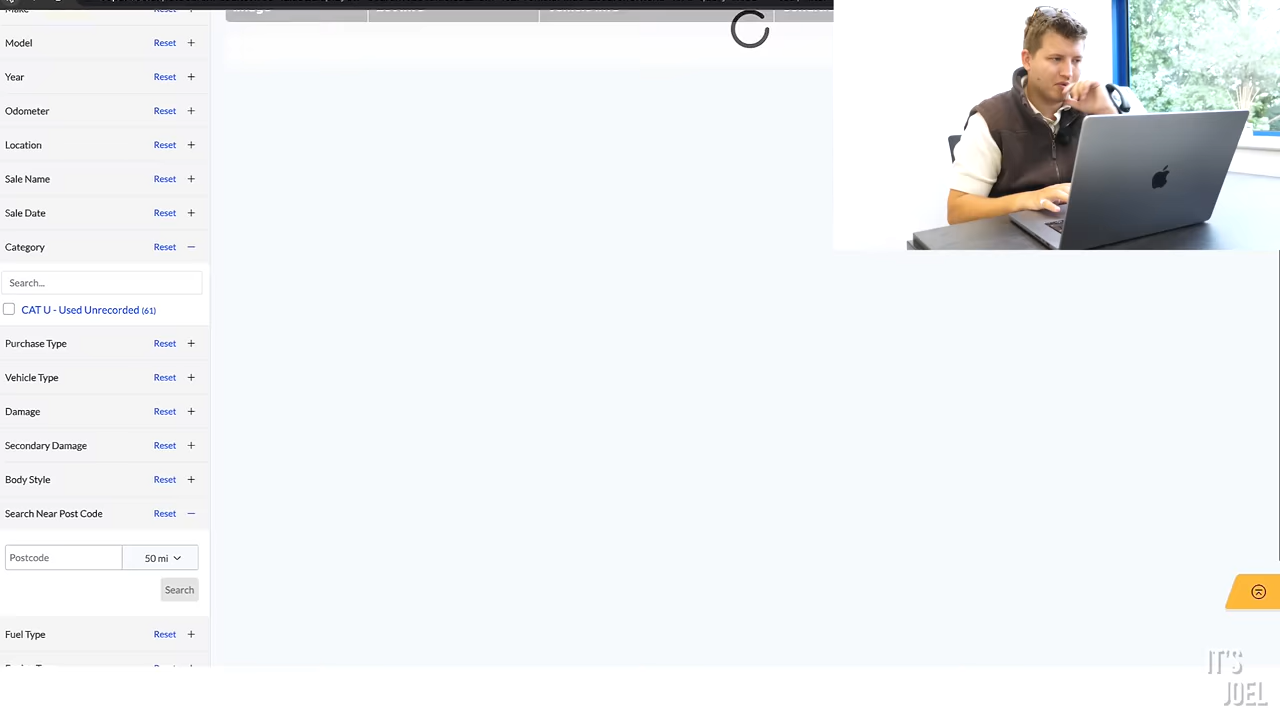 Model Reset
Year Reset
Odometer Reset
Location Reset
Sale Name Reset
Sale Date Reset
Category Reset
Search...
CAT U - Used Unrecorded (61)
Purchase Type Reset
Vehicle Type Reset
Damage Reset
Secondary Damage Reset
Body Style Reset
Search Near Post Code Reset
Postcode 50 mi
Search
Fuel Type Reset
IT'S
JOEL